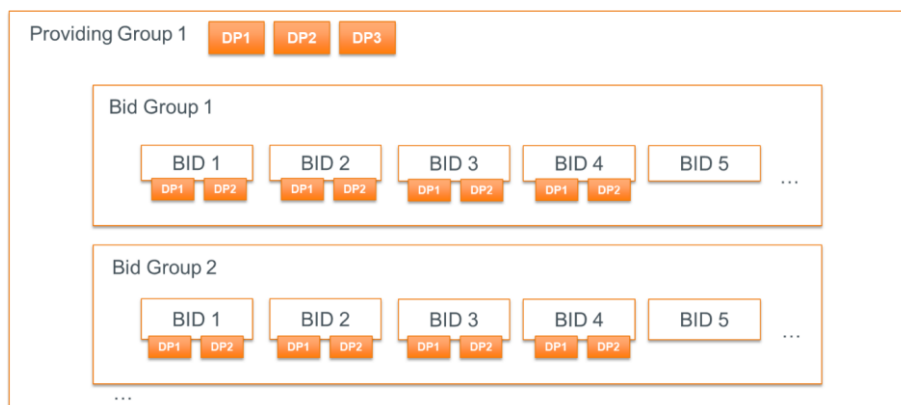 Providing Group 1 DP1 DP2 DP3
Bid Group 1
BID 1 BID 2 BID 3 BID 4 BID 5 ...
DP1 DP2 DP1 DP2 DP1 DP2 DP1 DP2
Bid Group 2
BID 1 BID 2 BID 3 BID 4 BID 5 ...
DP1 DP2 DP1 DP2 DP1 DP2 DP1 DP2
...